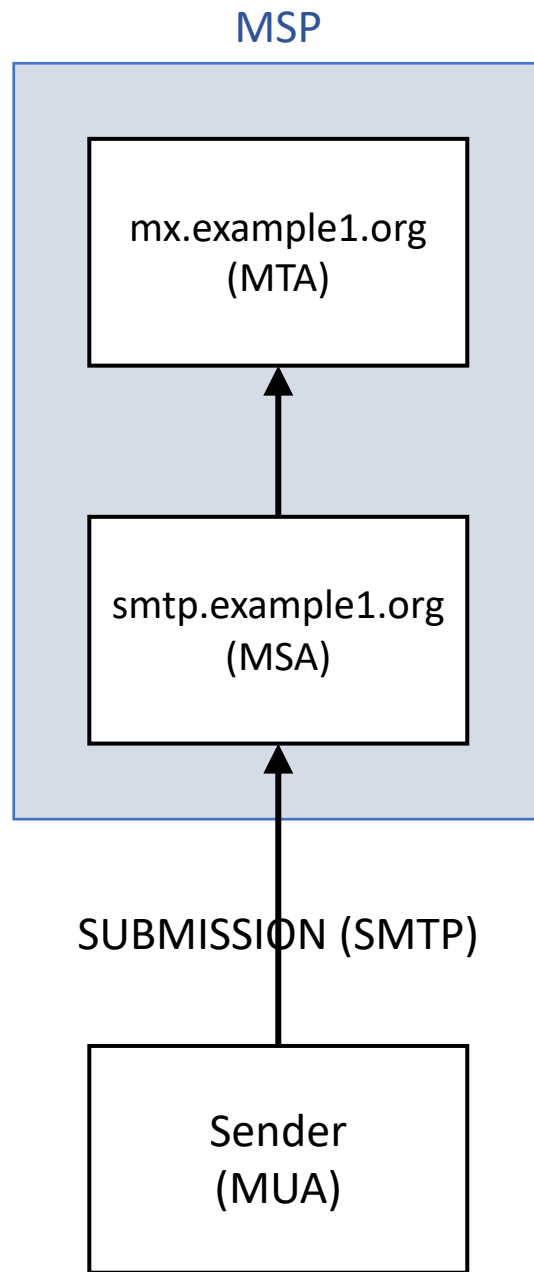 MSP
mx.example1.org
(MTA)
smtp.example1.org
(MSA)
SUBMISSION (SMTP)
Sender
(MUA)